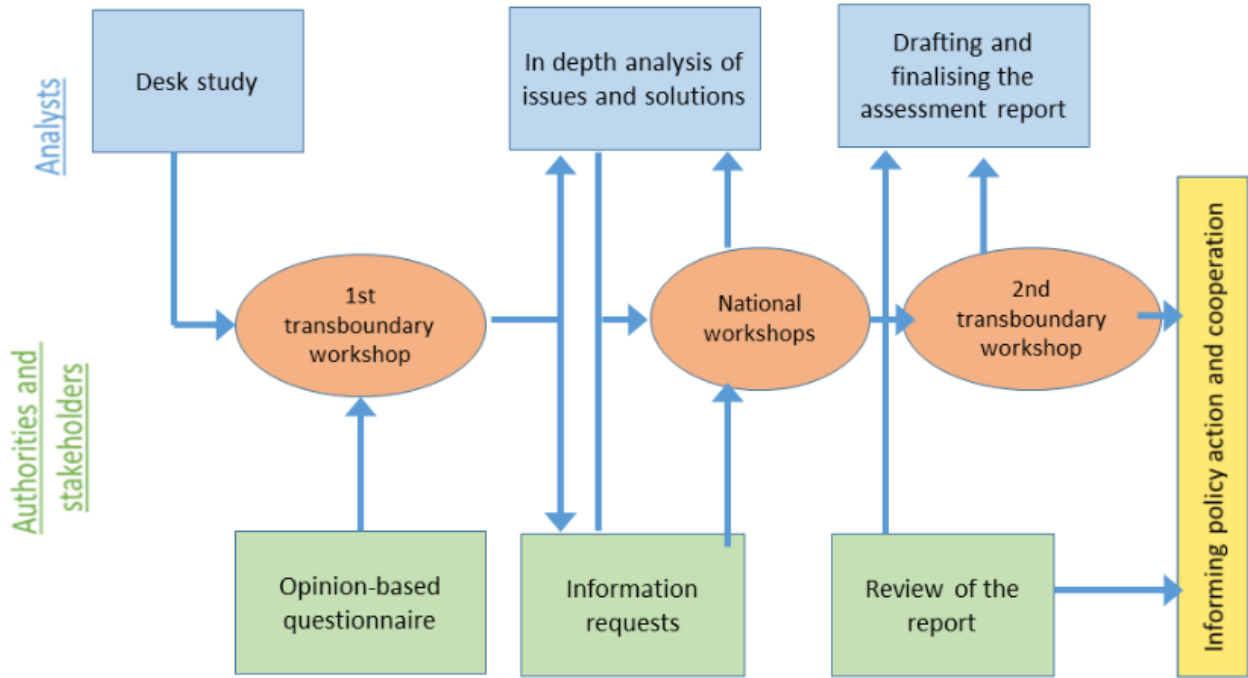 Analysts
Desk study
In depth analysis of
issues and solutions
Drafting and
finalising the
assessment report
1st
transboundary
workshop
National
workshops
2nd
transboundary
workshop
Informing policy action and cooperation
Authorities and
stakeholders
Opinion-based
questionnaire
Information
requests
Review of the
report